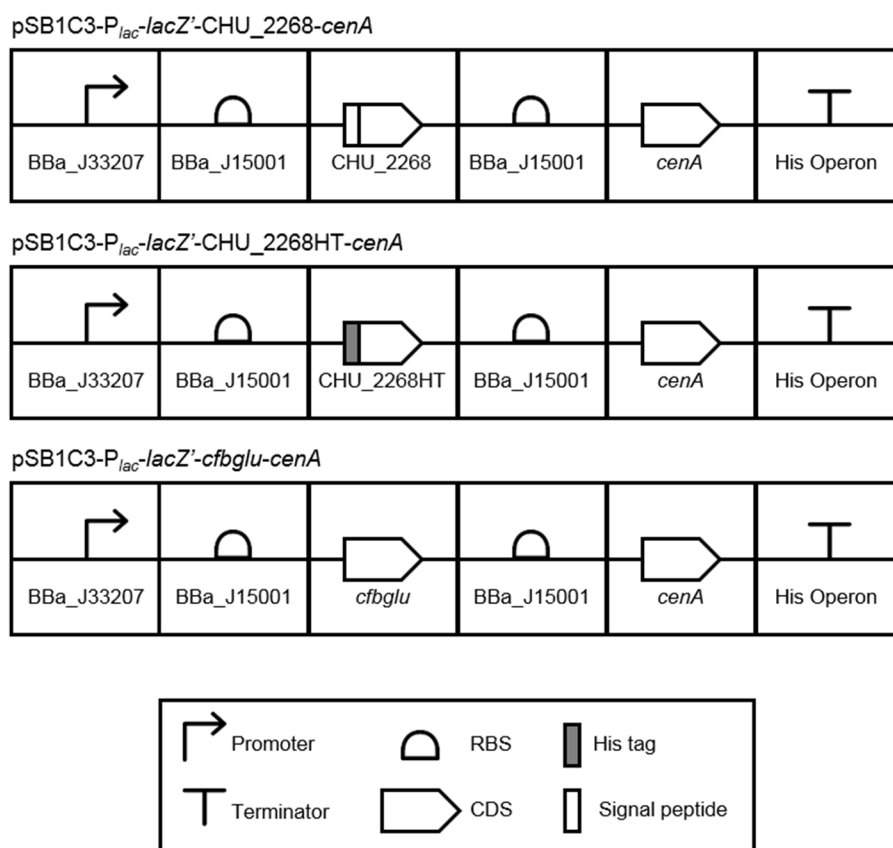 pSB1C3-Plac-lacZ’-CHU_2268-cenA
BBa_J33207 BBa_J15001 CHU_2268 BBa_J15001 cenA His Operon
pSB1C3-Plac-lacZ’-CHU_2268HT-cenA
BBa_J33207 BBa_J15001 CHU_2268HT BBa_J15001 cenA His Operon
pSB1C3-Plac-lacZ’-cfbglu-cenA
BBa_J33207 BBa_J15001 cfbglu BBa_J15001 cenA His Operon
Promoter RBS His tag
Terminator CDS Signal peptide